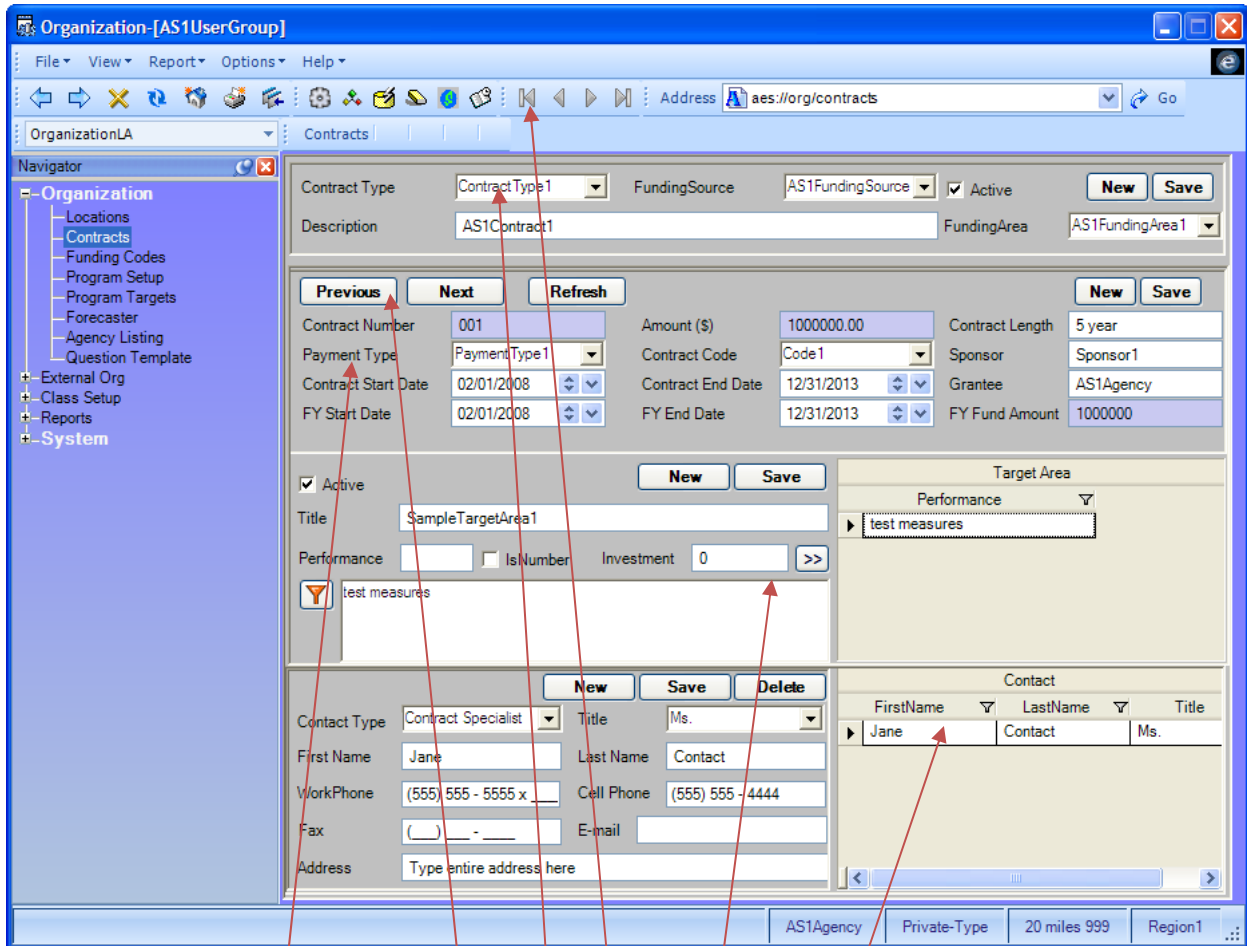 Organization-[AS1UserGroup]
File View Report Options Help
Address aes://org/contracts Go
OrganizationLA Contracts
Navigator
Organization
Locations
Contracts
Funding Codes
Program Setup
Program Targets
Forecaster
Agency Listing
Question Template
External Org
Class Setup
Reports
System
Contract Type ContractType1 FundingSource AS1FundingSource Active New Save
Description AS1Contract1 FundingArea AS1FundingArea1
Previous Next Refresh New Save
Contract Number 001 Amount ($) 1000000.00 Contract Length 5 year
Payment Type PaymentType1 Contract Code Code1 Sponsor Sponsor1
Contract Start Date 02/01/2008 Contract End Date 12/31/2013 Grantee AS1Agency
FY Start Date 02/01/2008 FY End Date 12/31/2013 FY Fund Amount 1000000
Active New Save
Title SampleTargetArea1
Performance IsNumber Investment 0 >>
test measures
Target Area
Performance
test measures
New Save Delete
Contact Type Contract Specialist Title Ms.
First Name Jane Last Name Contact
WorkPhone (555) 555 - 5555 x ___ Cell Phone (555) 555 - 4444
Fax (___) ___ - ____ E-mail
Address Type entire address here
Contact
FirstName LastName Title
Jane Contact Ms.
AS1Agency Private-Type 20 miles 999 Region1